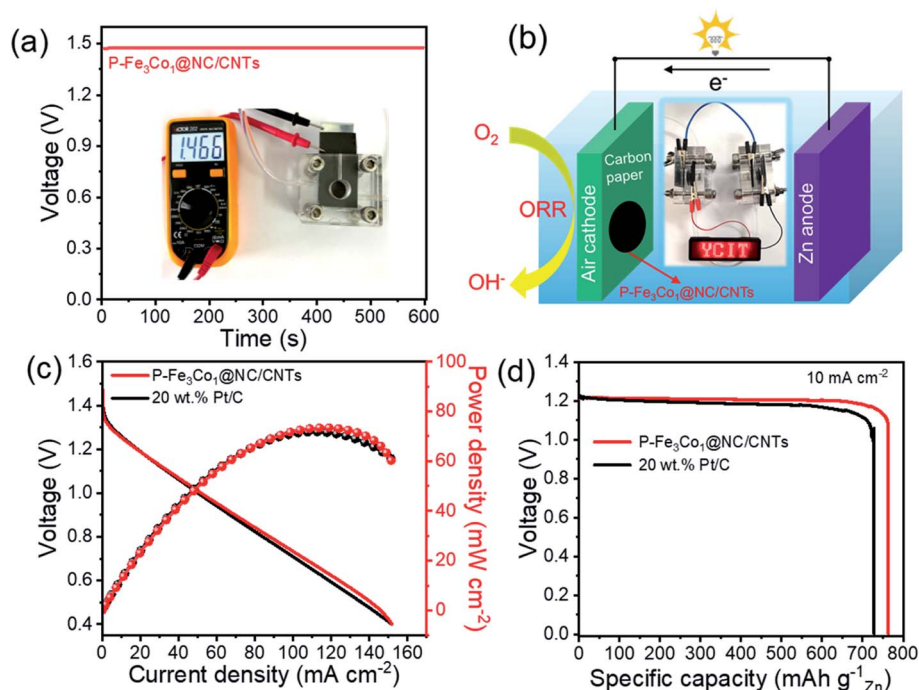 (a)
P-Fe₃Co₁@NC/CNTs
1.466
Voltage (V)
1.5
1.2
0.9
0.6
0.3
0.0
0 100 200 300 400 500 600
Time (s)
(b)
e⁻
O₂
ORR
OH⁻
Air cathode
Carbon
paper
YCIT
Zn anode
P-Fe₃Co₁@NC/CNTs
(c)
P-Fe₃Co₁@NC/CNTs
20 wt.% Pt/C
Voltage (V)
1.6
1.4
1.2
1.0
0.8
0.6
0.4
0 20 40 60 80 100 120 140 160
Current density (mA cm⁻²)
100
80
60
40
20
0
Power density (mW cm⁻²)
(d)
10 mA cm⁻²
P-Fe₃Co₁@NC/CNTs
20 wt.% Pt/C
Voltage (V)
1.4
1.2
1.0
0.8
0.6
0.4
0.2
0.0
0 100 200 300 400 500 600 700 800
Specific capacity (mAh g⁻¹Zn)